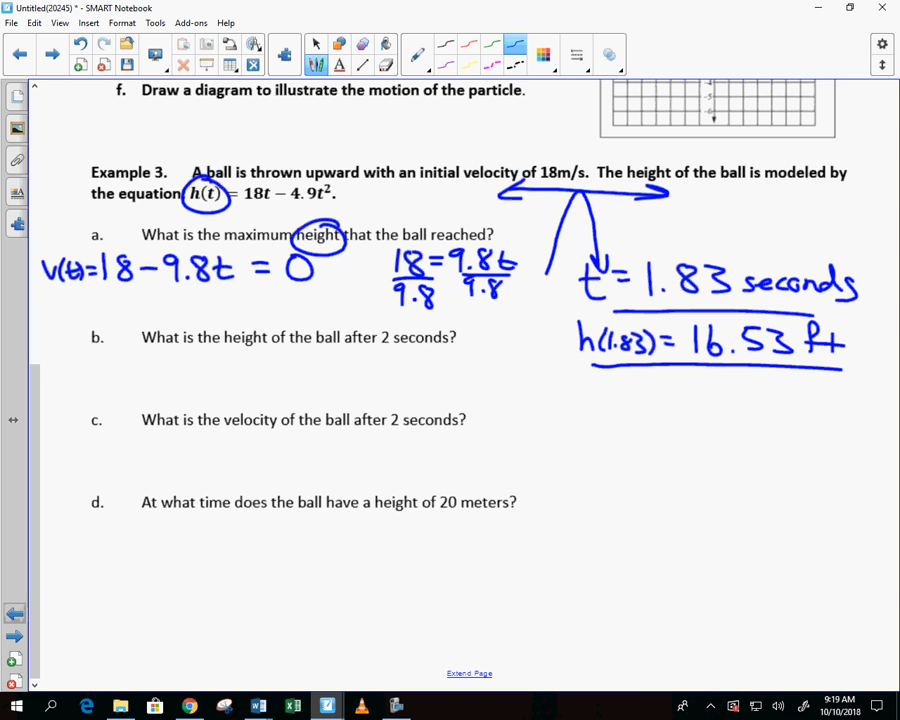 Untitled(20245) * - SMART Notebook
File Edit View Insert Format Tools Add-ons Help
f. Draw a diagram to illustrate the motion of the particle.
Example 3. A ball is thrown upward with an initial velocity of 18m/s. The height of the ball is modeled by
the equation h(t) = 18t − 4.9t².
a. What is the maximum height that the ball reached?
v(t)=18−9.8t = 0
18 = 9.8t
9.8 9.8
t = 1.83 seconds
h(1.83) = 16.53 ft
b. What is the height of the ball after 2 seconds?
c. What is the velocity of the ball after 2 seconds?
d. At what time does the ball have a height of 20 meters?
Extend Page
9:19 AM
10/10/2018